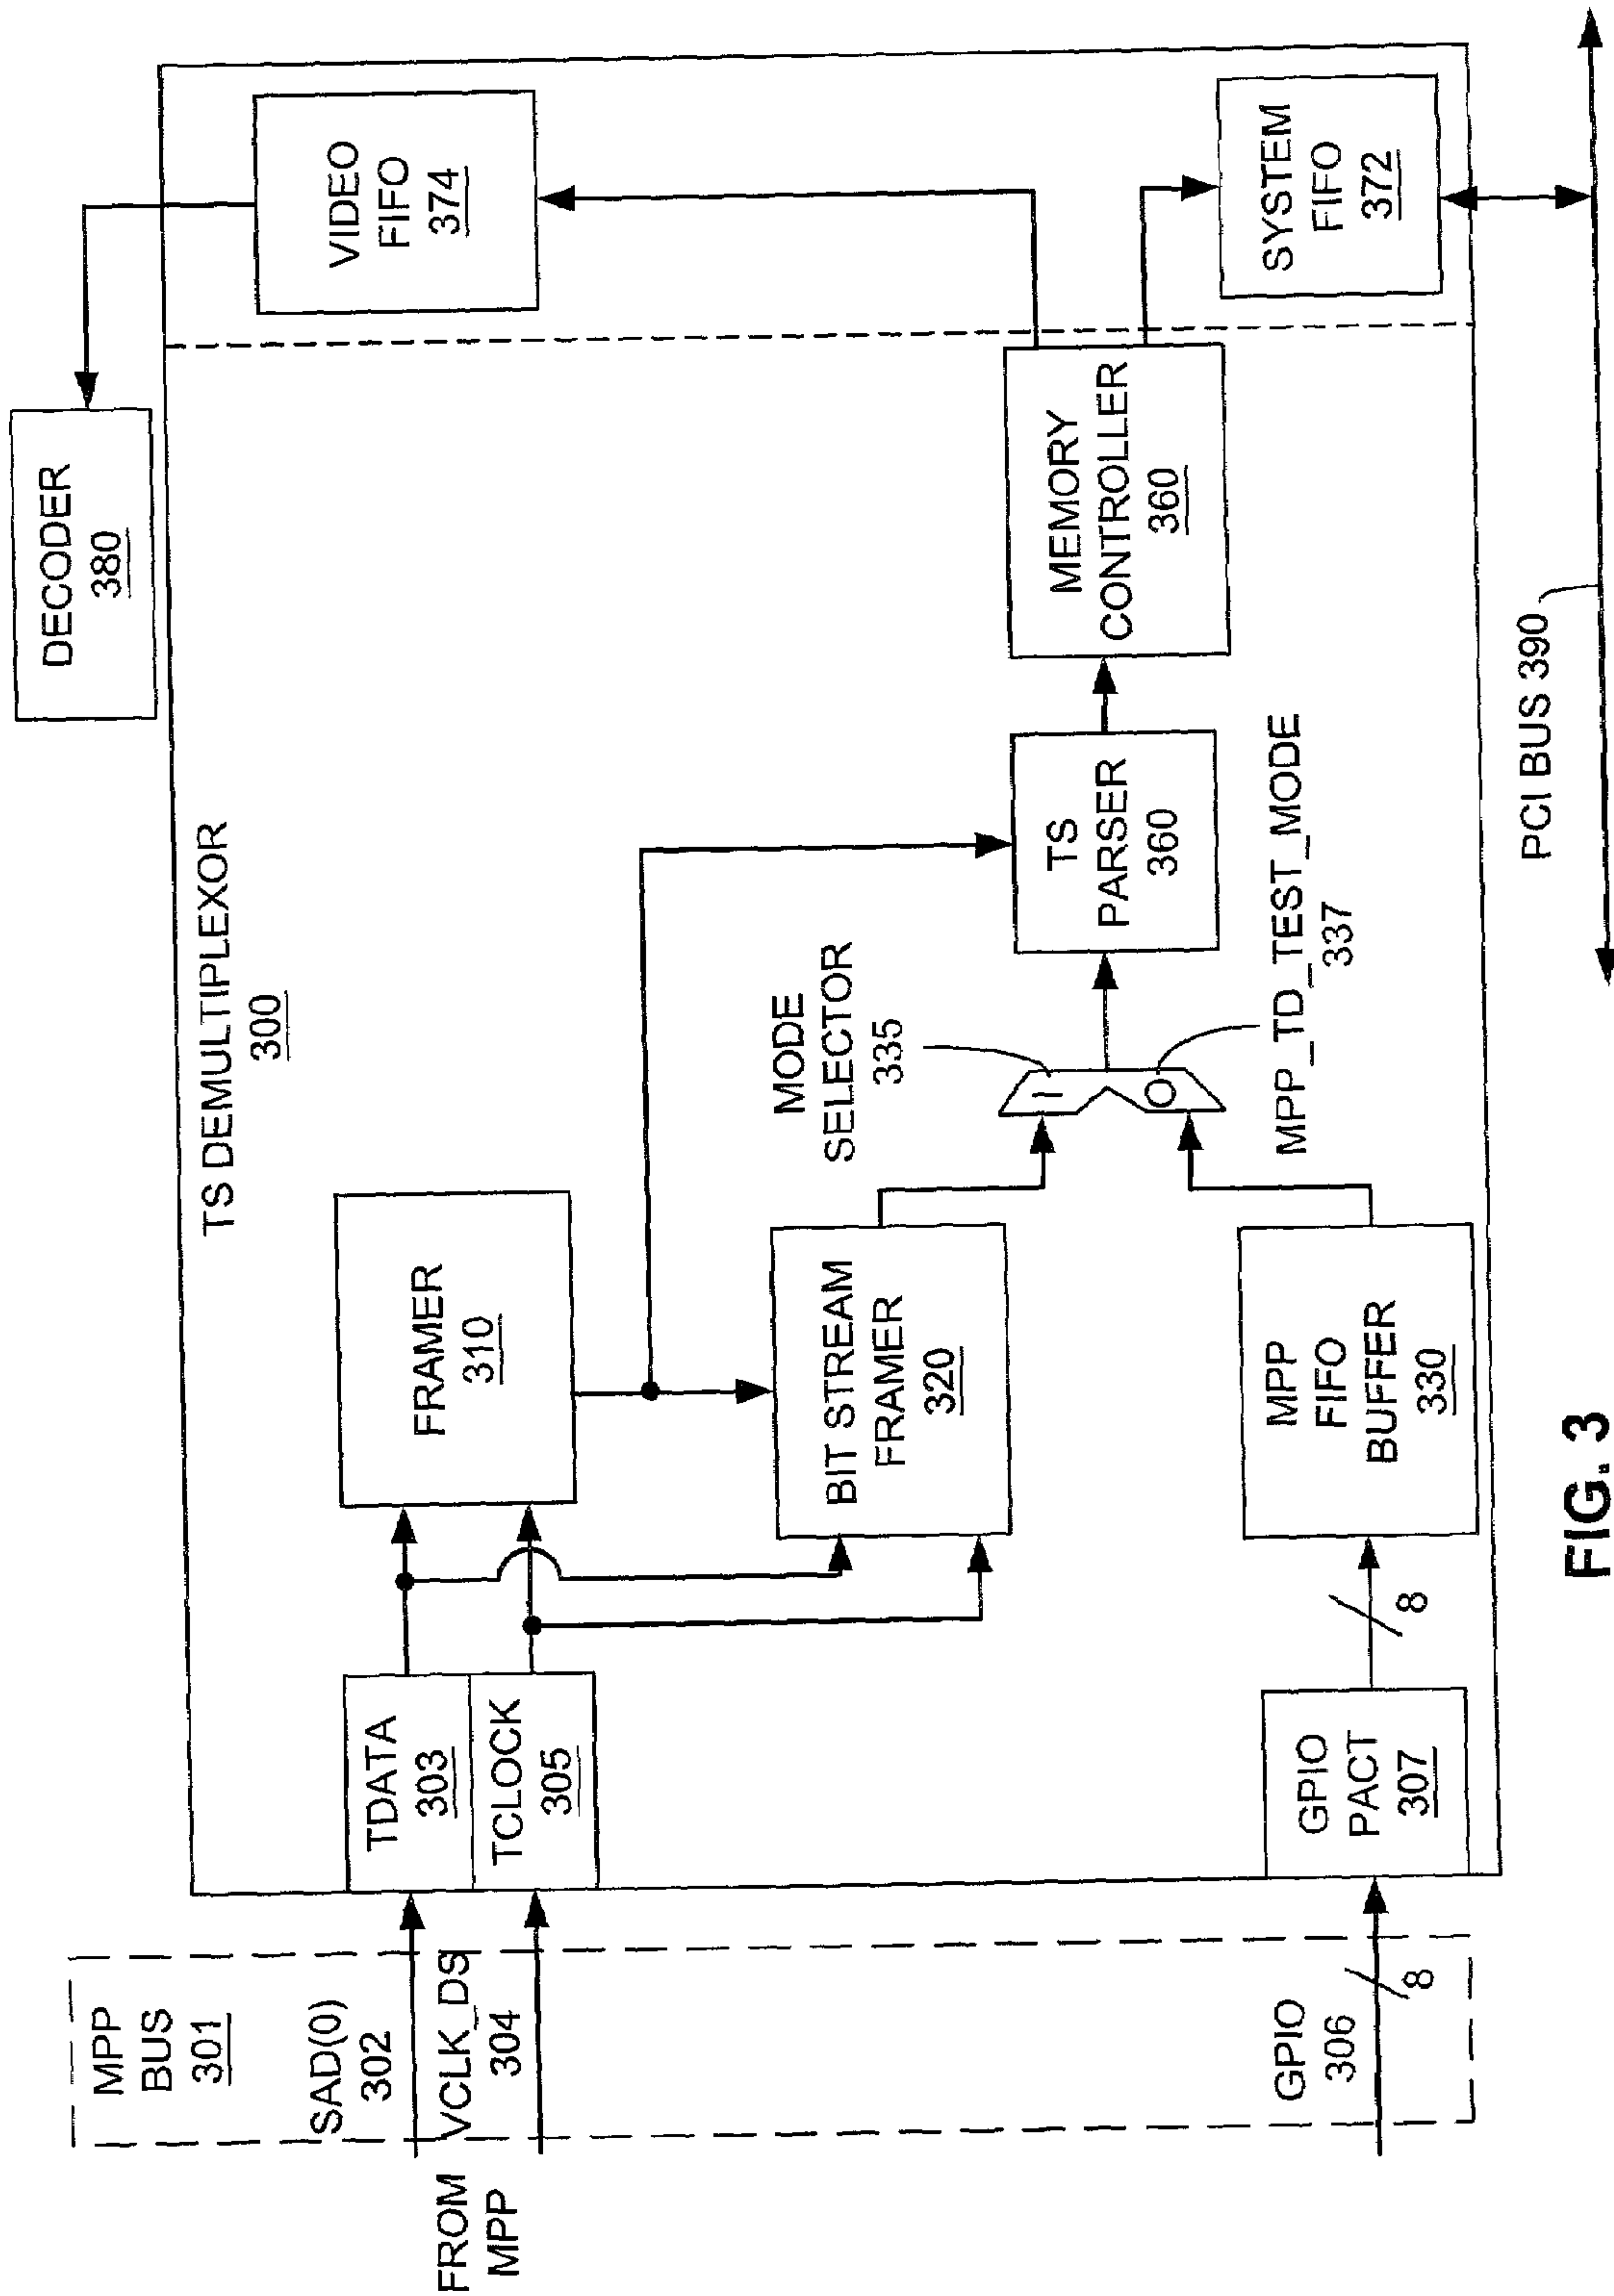 MPP
BUS
301
SAD(0)
302
VCLK_DS
304
FROM
MPP
GPIO
306
8
TS DEMULTIPLEXOR
300
TDATA
303
TCLOCK
305
GPIO
PACT
307
8
FRAMER
310
BIT STREAM
FRAMER
320
MPP
FIFO
BUFFER
330
MODE
SELECTOR
335
1
0
MPP_TD_TEST_MODE
337
TS
PARSER
360
MEMORY
CONTROLLER
360
DECODER
380
VIDEO
FIFO
374
SYSTEM
FIFO
372
PCI BUS 390
FIG. 3